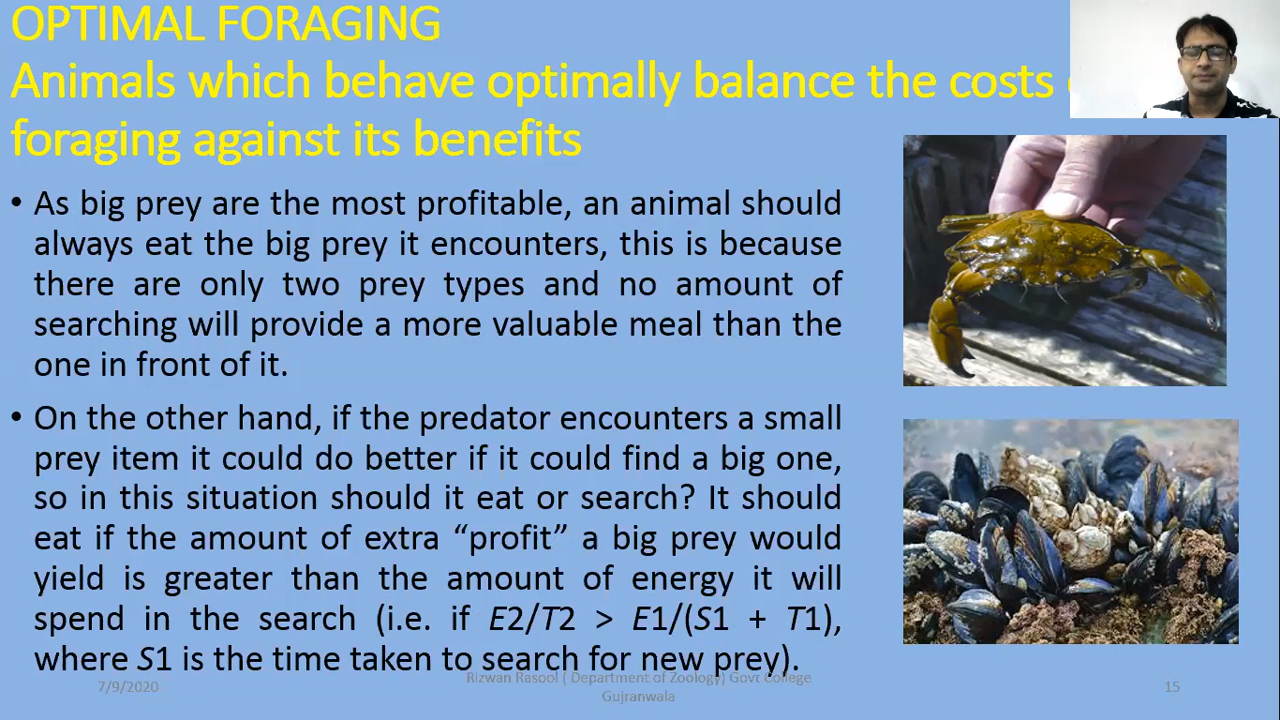 OPTIMAL FORAGING
Animals which behave optimally balance the costs
foraging against its benefits
• As big prey are the most profitable, an animal should
always eat the big prey it encounters, this is because
there are only two prey types and no amount of
searching will provide a more valuable meal than the
one in front of it.
• On the other hand, if the predator encounters a small
prey item it could do better if it could find a big one,
so in this situation should it eat or search? It should
eat if the amount of extra “profit” a big prey would
yield is greater than the amount of energy it will
spend in the search (i.e. if E2/T2 > E1/(S1 + T1),
where S1 is the time taken to search for new prey).
7/9/2020
Rizwan Rasool ( Department of Zoology) Govt College
Gujranwala
15